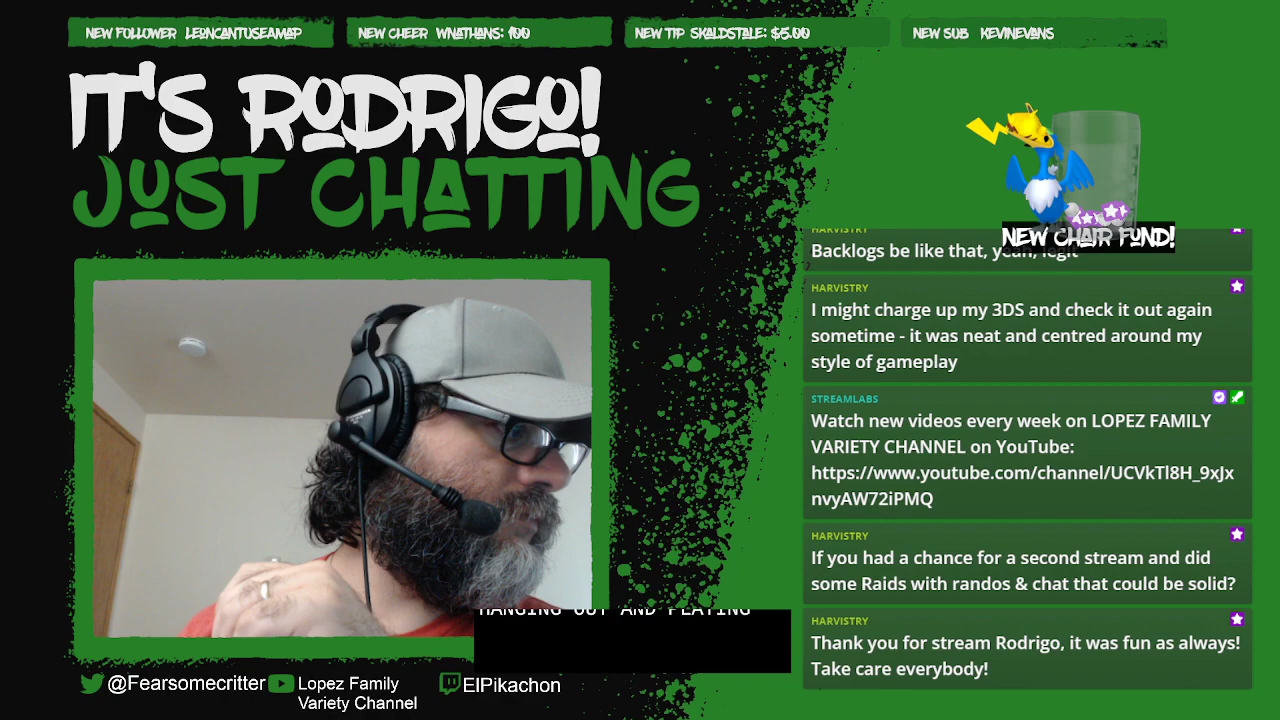 NEW FOLLOWER LEONCANTUSEAMAP
NEW CHEER WNATHANS: 100
NEW TIP SKALDSTALE: $5.00
NEW SUB KEVINEVANS
IT'S RODRIGO!
JUST CHATTING
NEW CHAIR FUND!
HARVISTRY
Backlogs be like that, yeah, legit
HARVISTRY
I might charge up my 3DS and check it out again
sometime - it was neat and centred around my
style of gameplay
STREAMLABS
Watch new videos every week on LOPEZ FAMILY
VARIETY CHANNEL on YouTube:
https://www.youtube.com/channel/UCVkTl8H_9xJx
nvyAW72iPMQ
HARVISTRY
If you had a chance for a second stream and did
some Raids with randos & chat that could be solid?
HARVISTRY
Thank you for stream Rodrigo, it was fun as always!
Take care everybody!
HANGING OUT AND PLAYING
@Fearsomecritter
Lopez Family
Variety Channel
ElPikachon